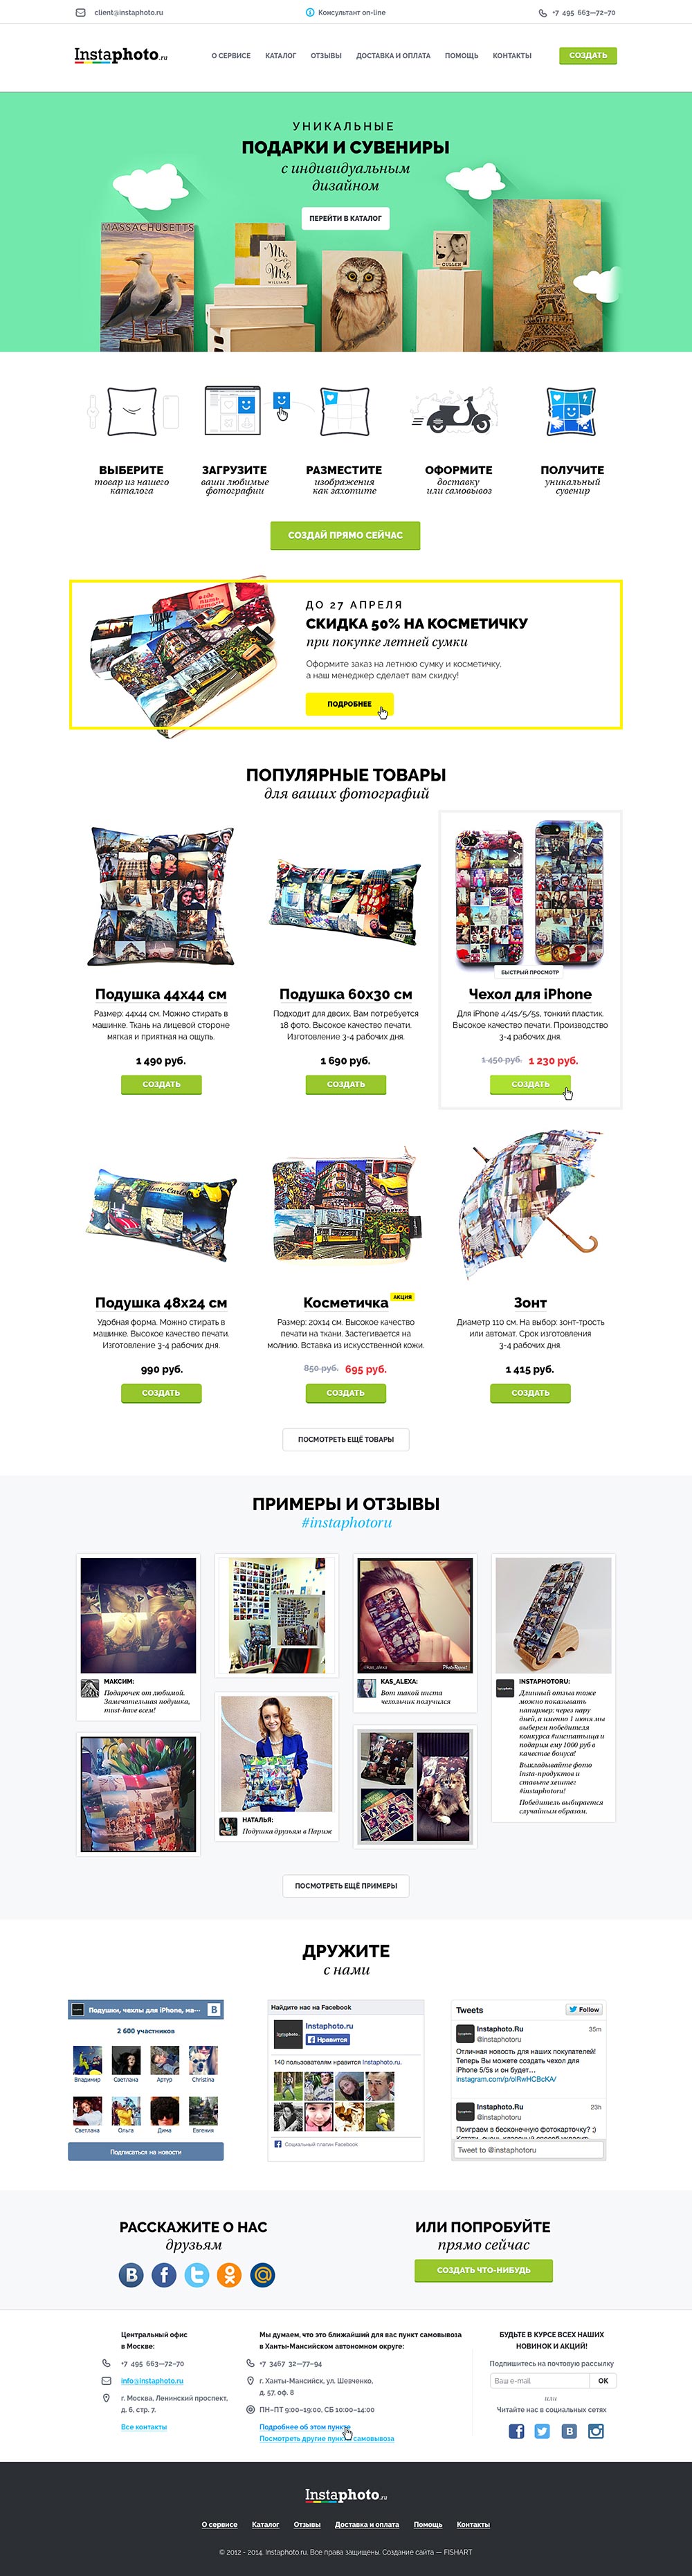 client@instaphoto.ru
Консультант on-line
+7 495 663—72—70
Instaphoto.ru
О СЕРВИСЕ КАТАЛОГ ОТЗЫВЫ ДОСТАВКА И ОПЛАТА ПОМОЩЬ КОНТАКТЫ
СОЗДАТЬ
УНИКАЛЬНЫЕ
ПОДАРКИ И СУВЕНИРЫ
с индивидуальным
дизайном
ПЕРЕЙТИ В КАТАЛОГ
MASSACHUSETTS
Mr.
Mrs.
WILLIAMS
CULLEN
ВЫБЕРИТЕ
товар из нашего
каталога
ЗАГРУЗИТЕ
ваши любимые
фотографии
РАЗМЕСТИТЕ
изображения
как захотите
ОФОРМИТЕ
доставку
или самовывоз
ПОЛУЧИТЕ
уникальный
сувенир
СОЗДАЙ ПРЯМО СЕЙЧАС
ДО 27 АПРЕЛЯ
СКИДКА 50% НА КОСМЕТИЧКУ
при покупке летней сумки
Оформите заказ на летнюю сумку и косметичку,
а наш менеджер сделает вам скидку!
ПОДРОБНЕЕ
ПОПУЛЯРНЫЕ ТОВАРЫ
для ваших фотографий
Подушка 44x44 см
Размер: 44x44 см. Можно стирать в
машинке. Ткань на лицевой стороне
мягкая и приятная на ощупь.
1 490 руб.
СОЗДАТЬ
Подушка 60x30 см
Подходит для двоих. Вам потребуется
18 фото. Высокое качество печати.
Изготовление 3-4 рабочих дня.
1 690 руб.
СОЗДАТЬ
БЫСТРЫЙ ПРОСМОТР
Чехол для iPhone
Для iPhone 4/4s/5/5s, тонкий пластик.
Высокое качество печати. Производство
3-4 рабочих дня.
1 450 руб. 1 230 руб.
СОЗДАТЬ
Подушка 48x24 см
Удобная форма. Можно стирать в
машинке. Высокое качество печати.
Изготовление 3-4 рабочих дня.
990 руб.
СОЗДАТЬ
Косметичка
АКЦИЯ
Размер: 20x14 см. Высокое качество
печати на ткани. Застегивается на
молнию. Вставка из искусственной кожи.
850 руб. 695 руб.
СОЗДАТЬ
Зонт
Диаметр 110 см. На выбор: зонт-трость
или автомат. Срок изготовления
3-4 рабочих дня.
1 415 руб.
СОЗДАТЬ
ПОСМОТРЕТЬ ЕЩЁ ТОВАРЫ
ПРИМЕРЫ И ОТЗЫВЫ
#instaphotoru
МАКСИМ:
Подарочек от любимой.
Замечательная подушка,
must-have всем!
НАТАЛЬЯ:
Подушка друзьям в Париж
@kas_alexa
PhotoRepost
KAS_ALEXA:
Вот такой инста
чехольчик получился
INSTAPHOTORU:
Длинный отзыв тоже
можно показывать
например: через пару
дней, а именно 1 июня мы
выберем победителя
конкурса #инстатыща и
подарим ему 1000 руб в
качестве бонуса!
Выкладывайте фото
insta-продуктов и
ставьте хештег
#instaphotoru!
Победитель выбирается
случайным образом.
ПОСМОТРЕТЬ ЕЩЁ ПРИМЕРЫ
ДРУЖИТЕ
с нами
Подушки, чехлы для iPhone, ма...
2 600 участников
Владимир Светлана Артур Christina
Светлана Ольга Дима Евгения
Подписаться на новости
Найдите нас на Facebook
Instaphoto.ru
Нравится
140 пользователям нравится Instaphoto.ru.
Социальный плагин Facebook
Tweets
Follow
Instaphoto.Ru 35m
@instaphotoru
Отличная новость для наших покупателей!
Теперь Вы можете создать чехол для
iPhone 5/5s и он будет...
instagram.com/p/oiRwHCBcKA/
Instaphoto.Ru 23h
@instaphotoru
Поиграем в бесконечную фотокарточку? ;)
Tweet to @instaphotoru
РАССКАЖИТЕ О НАС
друзьям
ИЛИ ПОПРОБУЙТЕ
прямо сейчас
СОЗДАТЬ ЧТО-НИБУДЬ
Центральный офис
в Москве:
+7 495 663—72—70
info@instaphoto.ru
г. Москва, Ленинский проспект,
д. 6, стр. 7.
Все контакты
Мы думаем, что это ближайший для вас пункт самовывоза
в Ханты-Мансийском автономном округе:
+7 3467 32—77—94
г. Ханты-Мансийск, ул. Шевченко,
д. 57, оф. 8
ПН–ПТ 9:00–19:00, СБ 10:00–14:00
Подробнее об этом пункте
Посмотреть другие пункты самовывоза
БУДЬТЕ В КУРСЕ ВСЕХ НАШИХ
НОВИНОК И АКЦИЙ!
Подпишитесь на почтовую рассылку
Ваш e-mail
OK
или
Читайте нас в социальных сетях
Instaphoto.ru
О сервисе Каталог Отзывы Доставка и оплата Помощь Контакты
© 2012 - 2014. Instaphoto.ru. Все права защищены. Создание сайта — FISHART